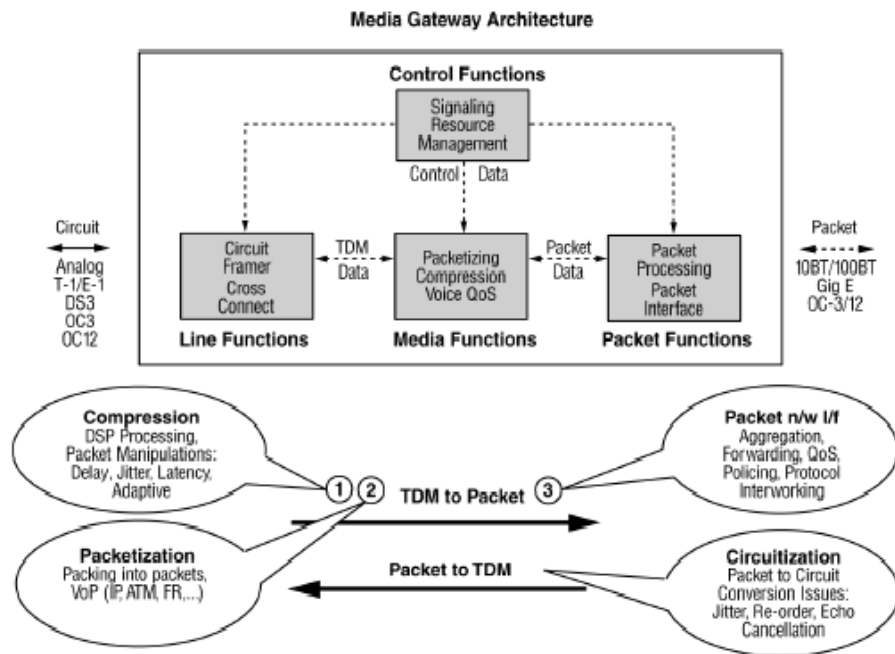 Media Gateway Architecture
Control Functions
Signaling
Resource
Management
Control Data
Circuit
Analog
T-1/E-1
DS3
OC3
OC12
Circuit
Framer
Cross
Connect
Line Functions
TDM
Data
Packetizing
Compression
Voice QoS
Media Functions
Packet
Data
Packet
Processing
Packet
Interface
Packet Functions
Packet
10BT/100BT
Gig E
OC-3/12
Compression
DSP Processing,
Packet Manipulations:
Delay, Jitter, Latency,
Adaptive
1 2 TDM to Packet 3
Packet n/w I/f
Aggregation,
Forwarding, QoS,
Policing, Protocol
Interworking
Packetization
Packing into packets,
VoP (IP, ATM, FR,...)
Packet to TDM
Circuitization
Packet to Circuit
Conversion Issues:
Jitter, Re-order, Echo
Cancellation